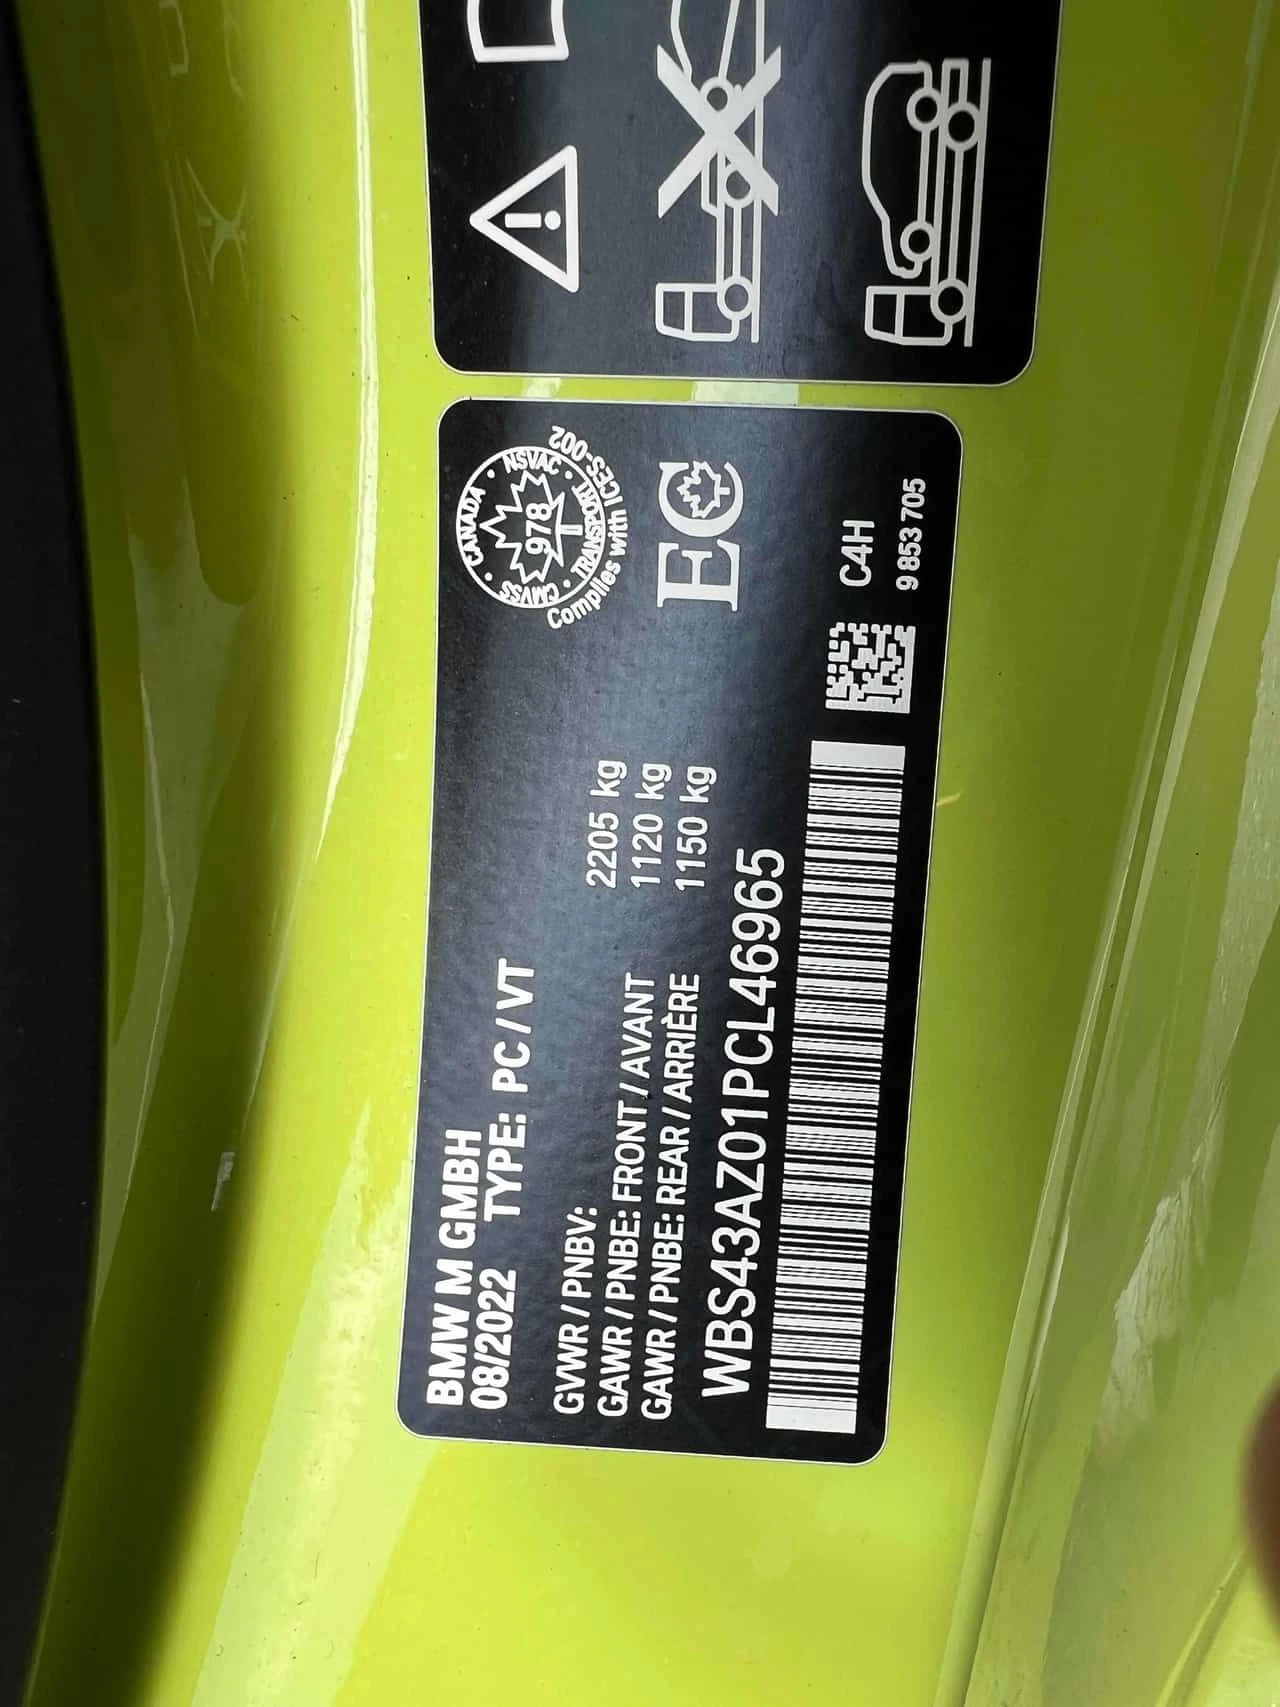 BMW M GMBH
08/2022 TYPE: PC / VT
GVWR / PNBV: 2205 kg
GAWR / PNBE: FRONT / AVANT 1120 kg
GAWR / PNBE: REAR / ARRIÈRE 1150 kg
WBS43AZ01PCL46965
CANADA
NSVAC
TRANSPORT
CMVSS
978
Complies with ICES-002
EC
C4H
9 853 705